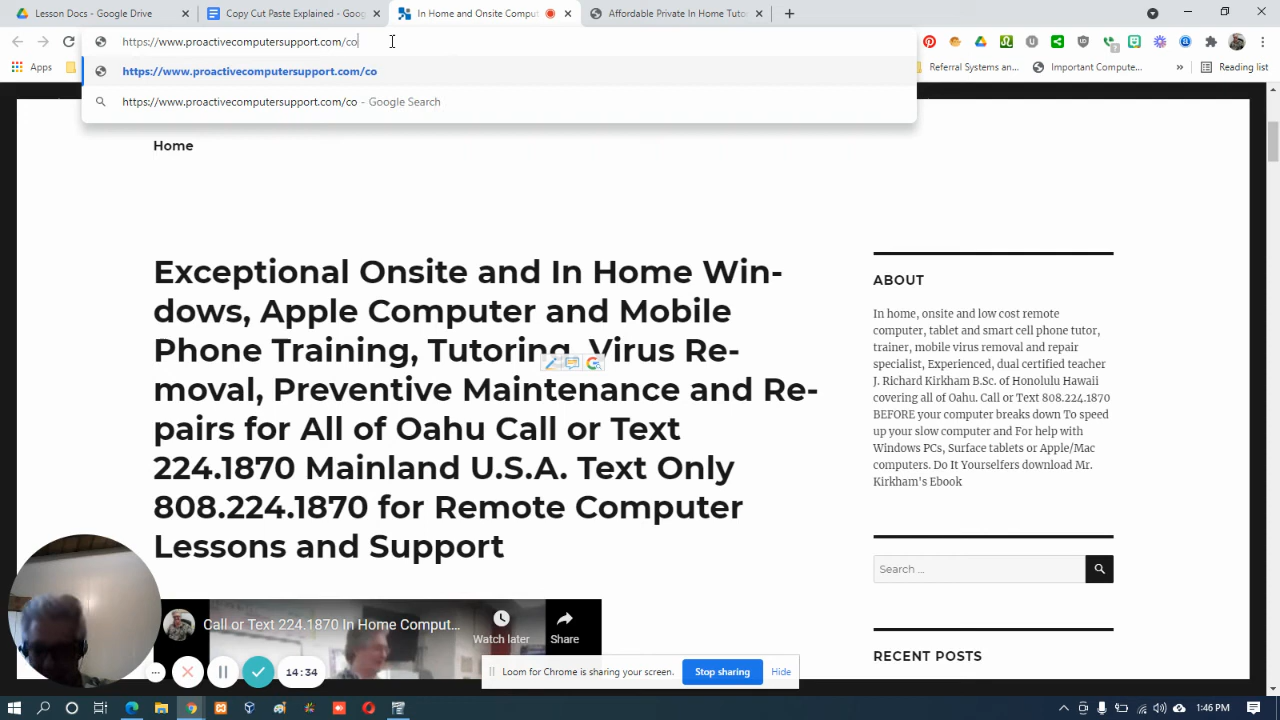 Google Drive
Copy Cut Paste Explained - Goog
In Home and Onsite Comput
Affordable Private In Home Tuto
https://www.proactivecomputersupport.com/co
https://www.proactivecomputersupport.com/co
https://www.proactivecomputersupport.com/co - Google Search
Apps
Referral Systems an
Important Compute...
»
Reading list
Home
Exceptional Onsite and In Home Win-
dows, Apple Computer and Mobile
Phone Training, Tutoring, Virus Re-
moval, Preventive Maintenance and Re-
pairs for All of Oahu Call or Text
224.1870 Mainland U.S.A. Text Only
808.224.1870 for Remote Computer
Lessons and Support
Call or Text 224.1870 In Home Comput...
Watch later
Share
ABOUT
In home, onsite and low cost remote
computer, tablet and smart cell phone tutor,
trainer, mobile virus removal and repair
specialist, Experienced, dual certified teacher
J. Richard Kirkham B.Sc. of Honolulu Hawaii
covering all of Oahu. Call or Text 808.224.1870
BEFORE your computer breaks down To speed
up your slow computer and For help with
Windows PCs, Surface tablets or Apple/Mac
computers. Do It Yourselfers download Mr.
Kirkham's Ebook
Search ...
RECENT POSTS
14:34
Loom for Chrome is sharing your screen.
Stop sharing
Hide
1:46 PM